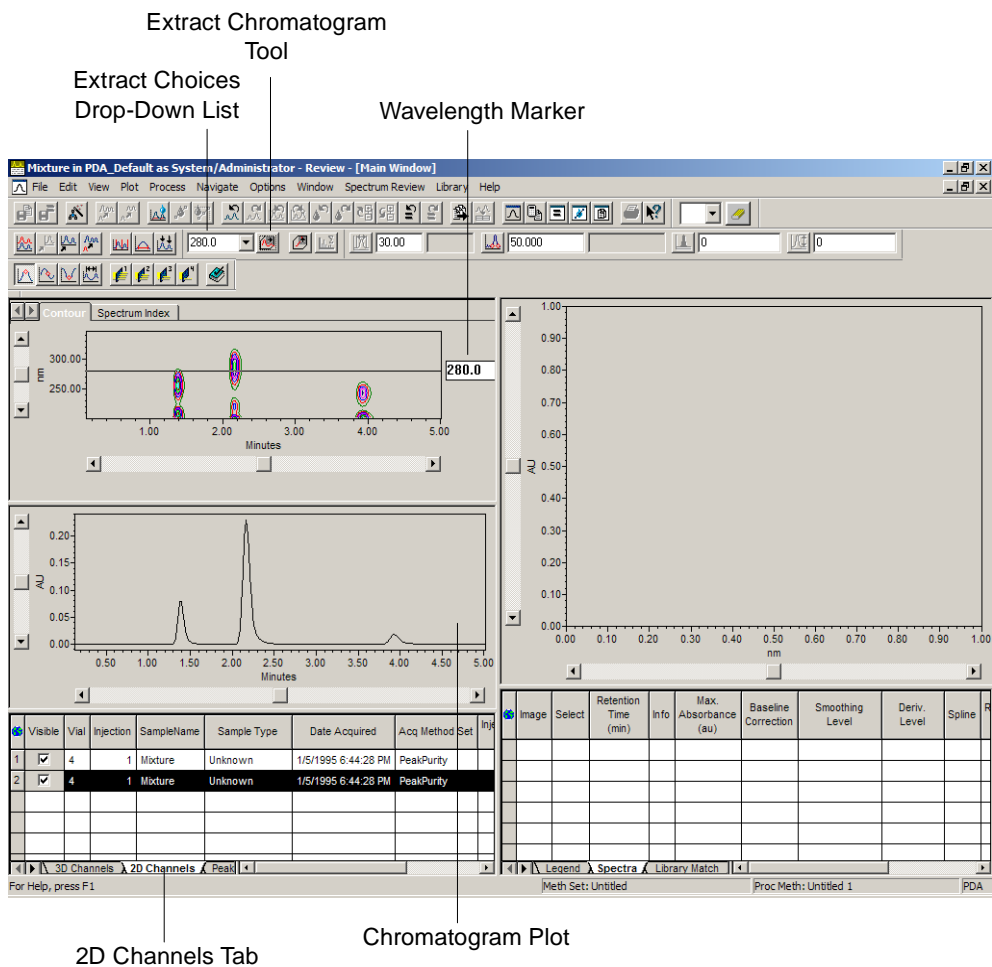 Extract Chromatogram
Tool
Extract Choices
Drop-Down List
Wavelength Marker
Mixture in PDA_Default as System/Administrator - Review - [Main Window]
File Edit View Plot Process Navigate Options Window Spectrum Review Library Help
280.0 30.00 50.000 0 0
Contour Spectrum Index
nm
300.00
250.00
280.0
1.00 2.00 3.00 4.00 5.00
Minutes
AU
0.20
0.15
0.10
0.05
0.00
0.50 1.00 1.50 2.00 2.50 3.00 3.50 4.00 4.50 5.00
Minutes
AU
1.00
0.90
0.80
0.70
0.60
0.50
0.40
0.30
0.20
0.10
0.00
0.00 0.10 0.20 0.30 0.40 0.50 0.60 0.70 0.80 0.90 1.00
nm
Visible Vial Injection SampleName Sample Type Date Acquired Acq Method Set Inje
1 4 1 Mixture Unknown 1/5/1995 6:44:28 PM PeakPurity
2 4 1 Mixture Unknown 1/5/1995 6:44:28 PM PeakPurity
3D Channels 2D Channels Peak
Image Select Retention Time (min) Info Max. Absorbance (au) Baseline Correction Smoothing Level Deriv. Level Spline R
Legend Spectra Library Match
For Help, press F1 Meth Set: Untitled Proc Meth: Untitled 1 PDA
2D Channels Tab
Chromatogram Plot